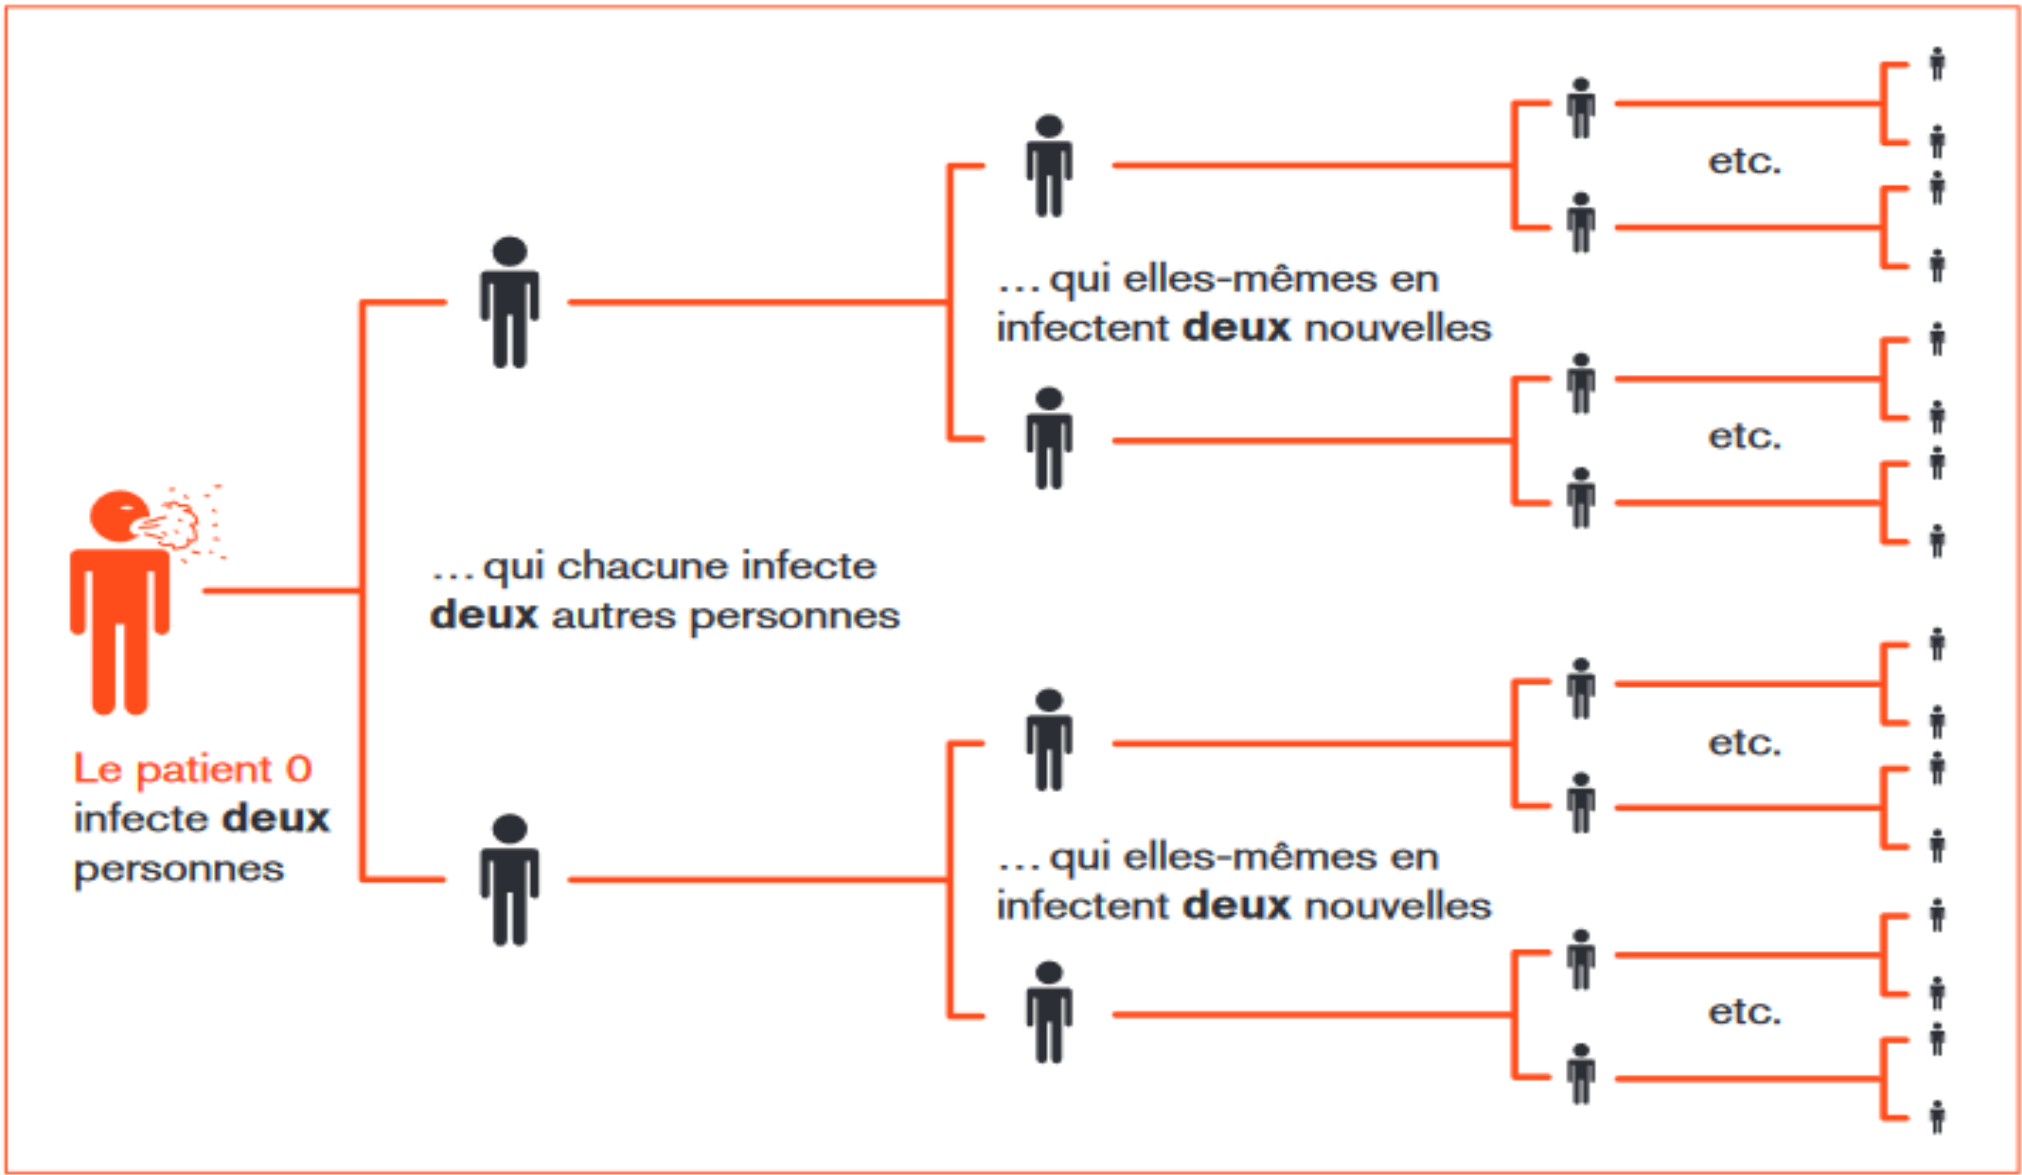 Le patient 0
infecte deux
personnes
... qui chacune infecte
deux autres personnes
... qui elles-mêmes en
infectent deux nouvelles
... qui elles-mêmes en
infectent deux nouvelles
etc.
etc.
etc.
etc.